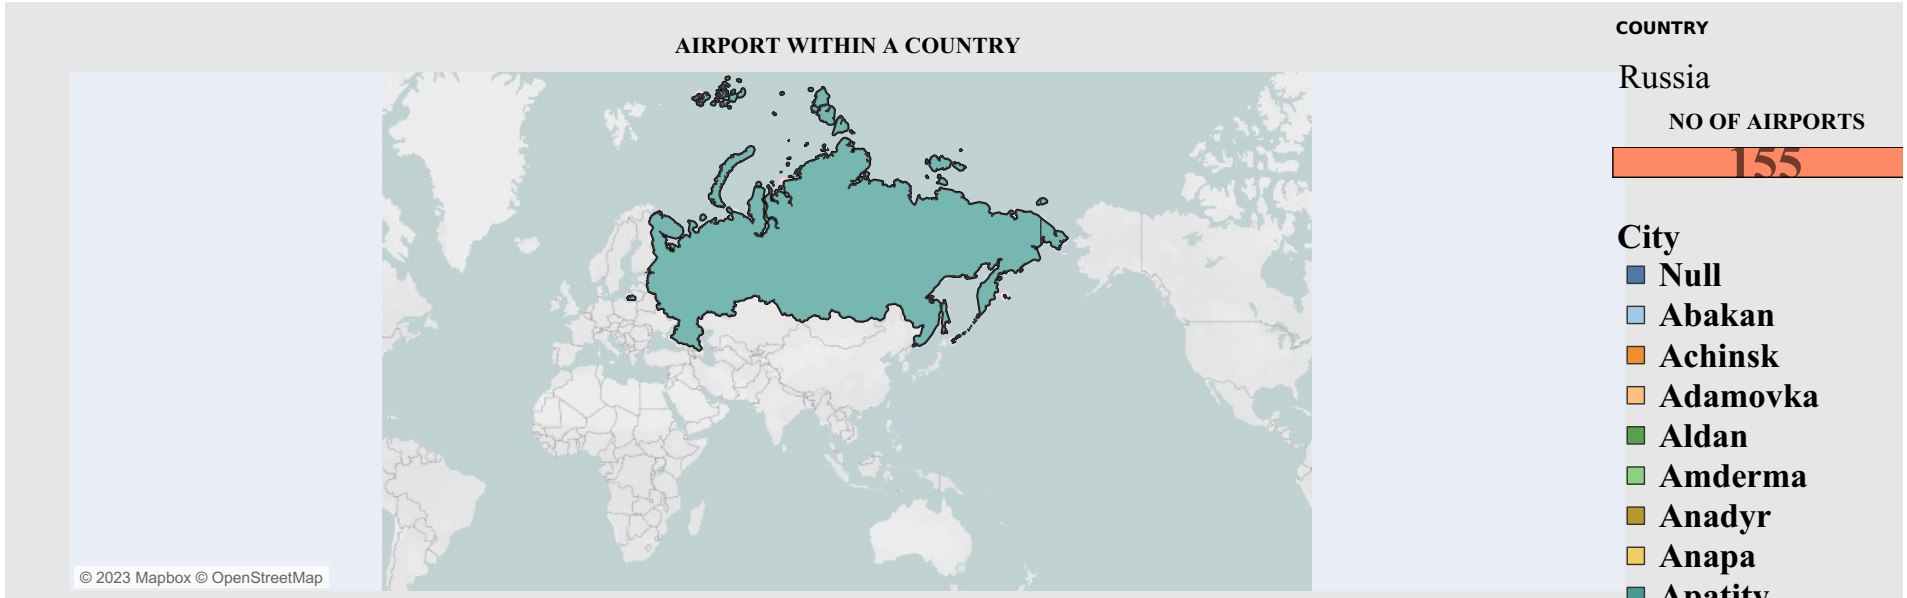 AIRPORT WITHIN A COUNTRY
COUNTRY
Russia
NO OF AIRPORTS
155
City
Null
Abakan
Achinsk
Adamovka
Aldan
Amderma
Anadyr
Anapa
Apatity
© 2023 Mapbox © OpenStreetMap